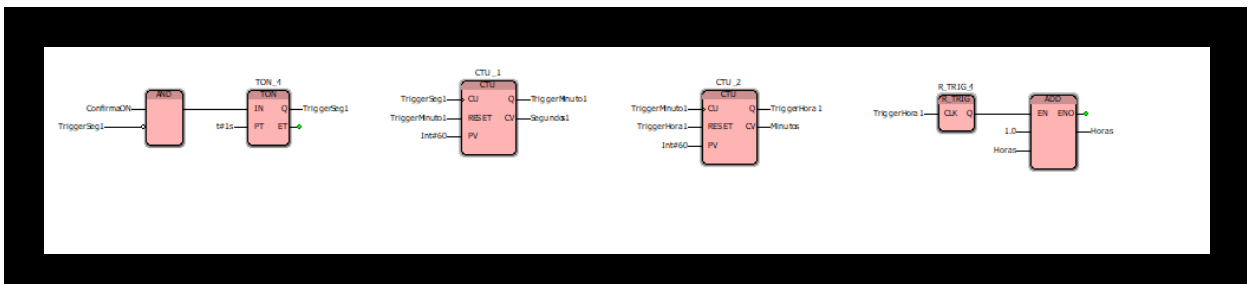 TON_4
AND
TON
ConfirmaON
IN
Q
TriggerSeg1
TriggerSeg1
t#1s
PT
ET
CTU_1
CTU
TriggerSeg1
CU
Q
TriggerMinuto1
TriggerMinuto1
RESET
CV
Segundos1
Int#60
PV
CTU_2
CTU
TriggerMinuto1
CU
Q
TriggerHora1
TriggerHora1
RESET
CV
Minutos
Int#60
PV
R_TRIG_4
R_TRIG
TriggerHora1
CLK
Q
ADD
EN
ENO
1.0
Horas
Horas